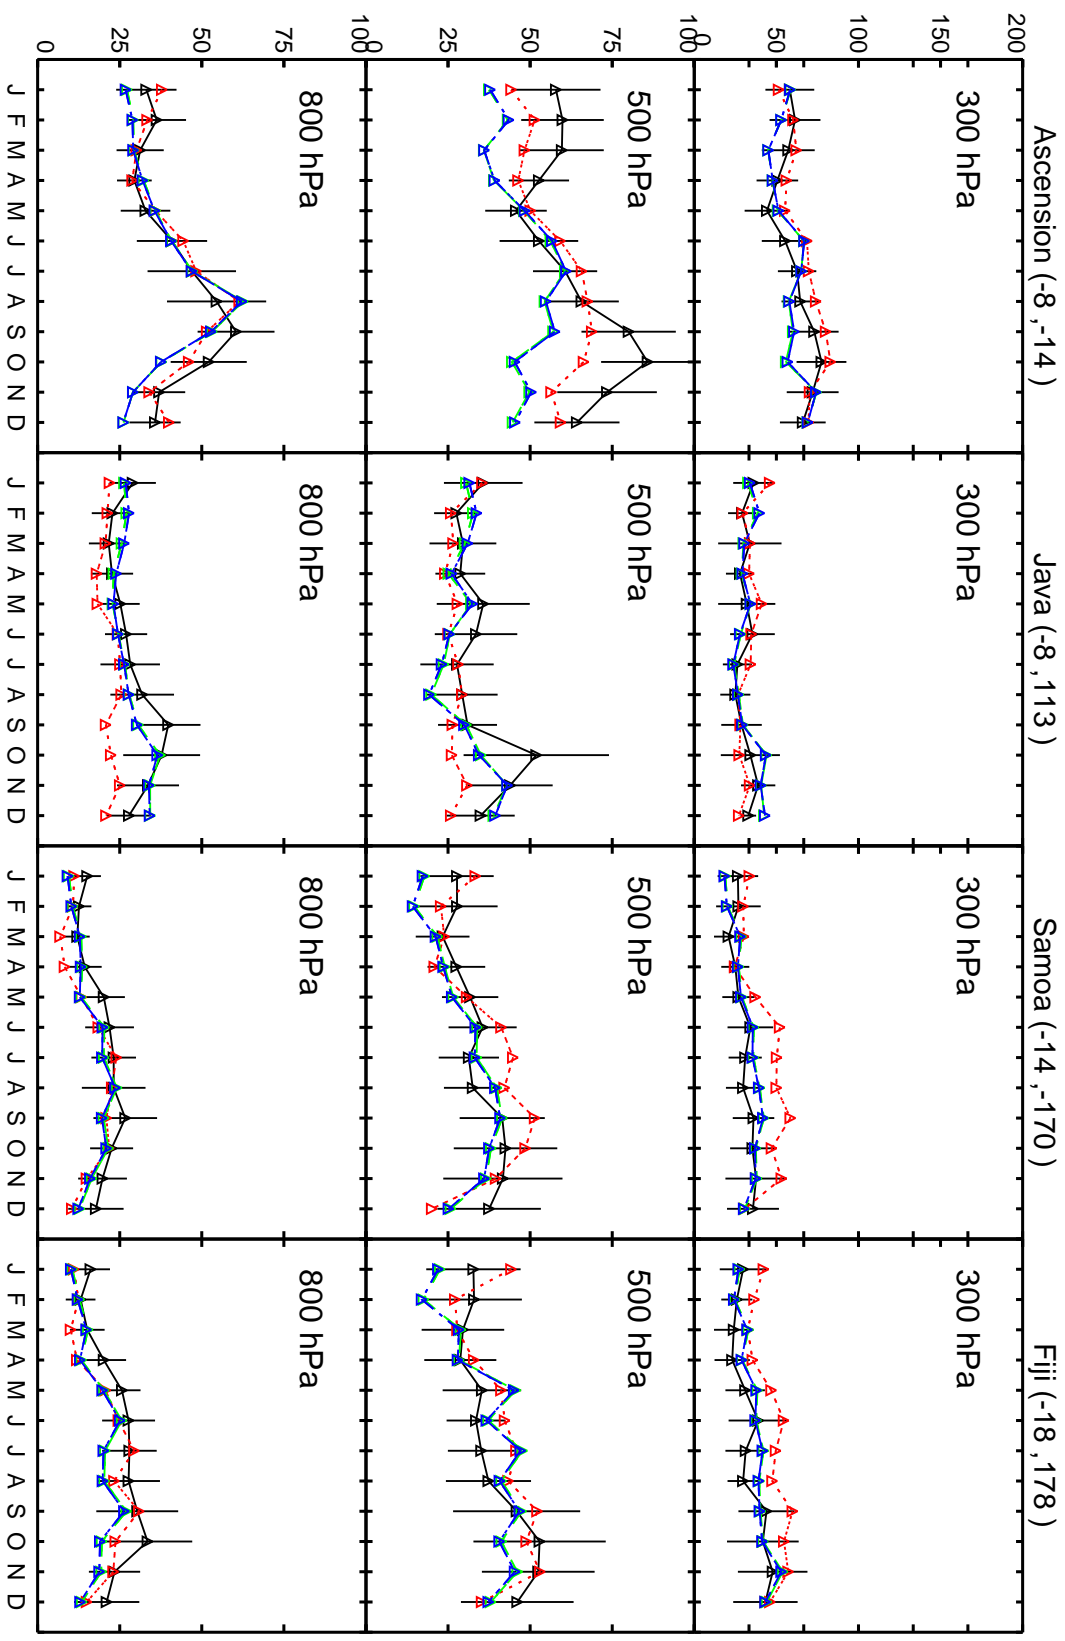 Ascension (-8 ,-14 )
Java (-8 ,113 )
Samoa (-14 ,-170 )
Fiji (-18 ,178 )
200
300 hPa
300 hPa
300 hPa
300 hPa
150
100
50
0
100
500 hPa
500 hPa
500 hPa
500 hPa
75
50
25
0
100
800 hPa
800 hPa
800 hPa
800 hPa
75
50
25
0
J F M A M J J A S O N D
J F M A M J J A S O N D
J F M A M J J A S O N D
J F M A M J J A S O N D